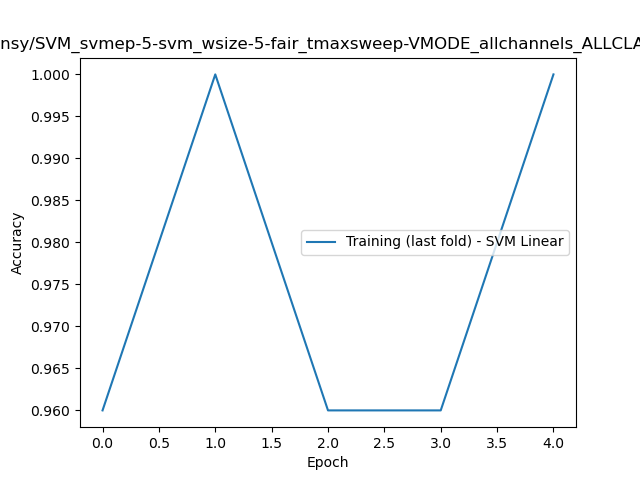 nsy/SVM_svmep-5-svm_wsize-5-fair_tmaxsweep-VMODE_allchannels_ALLCLA
1.000
0.995
0.990
0.985
0.980
0.975
0.970
0.965
0.960
Accuracy
Training (last fold) - SVM Linear
0.0 0.5 1.0 1.5 2.0 2.5 3.0 3.5 4.0
Epoch